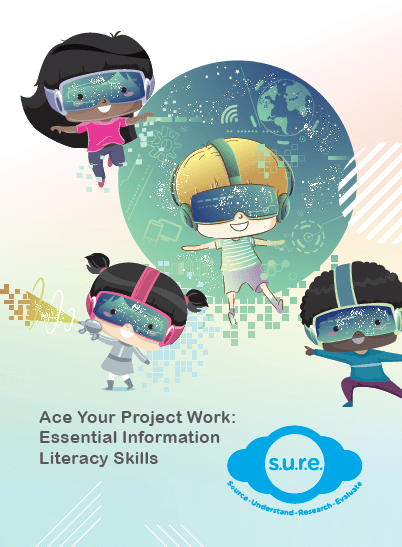 Ace Your Project Work:
Essential Information
Literacy Skills
s.u.r.e.
Source · Understand · Research · Evaluate